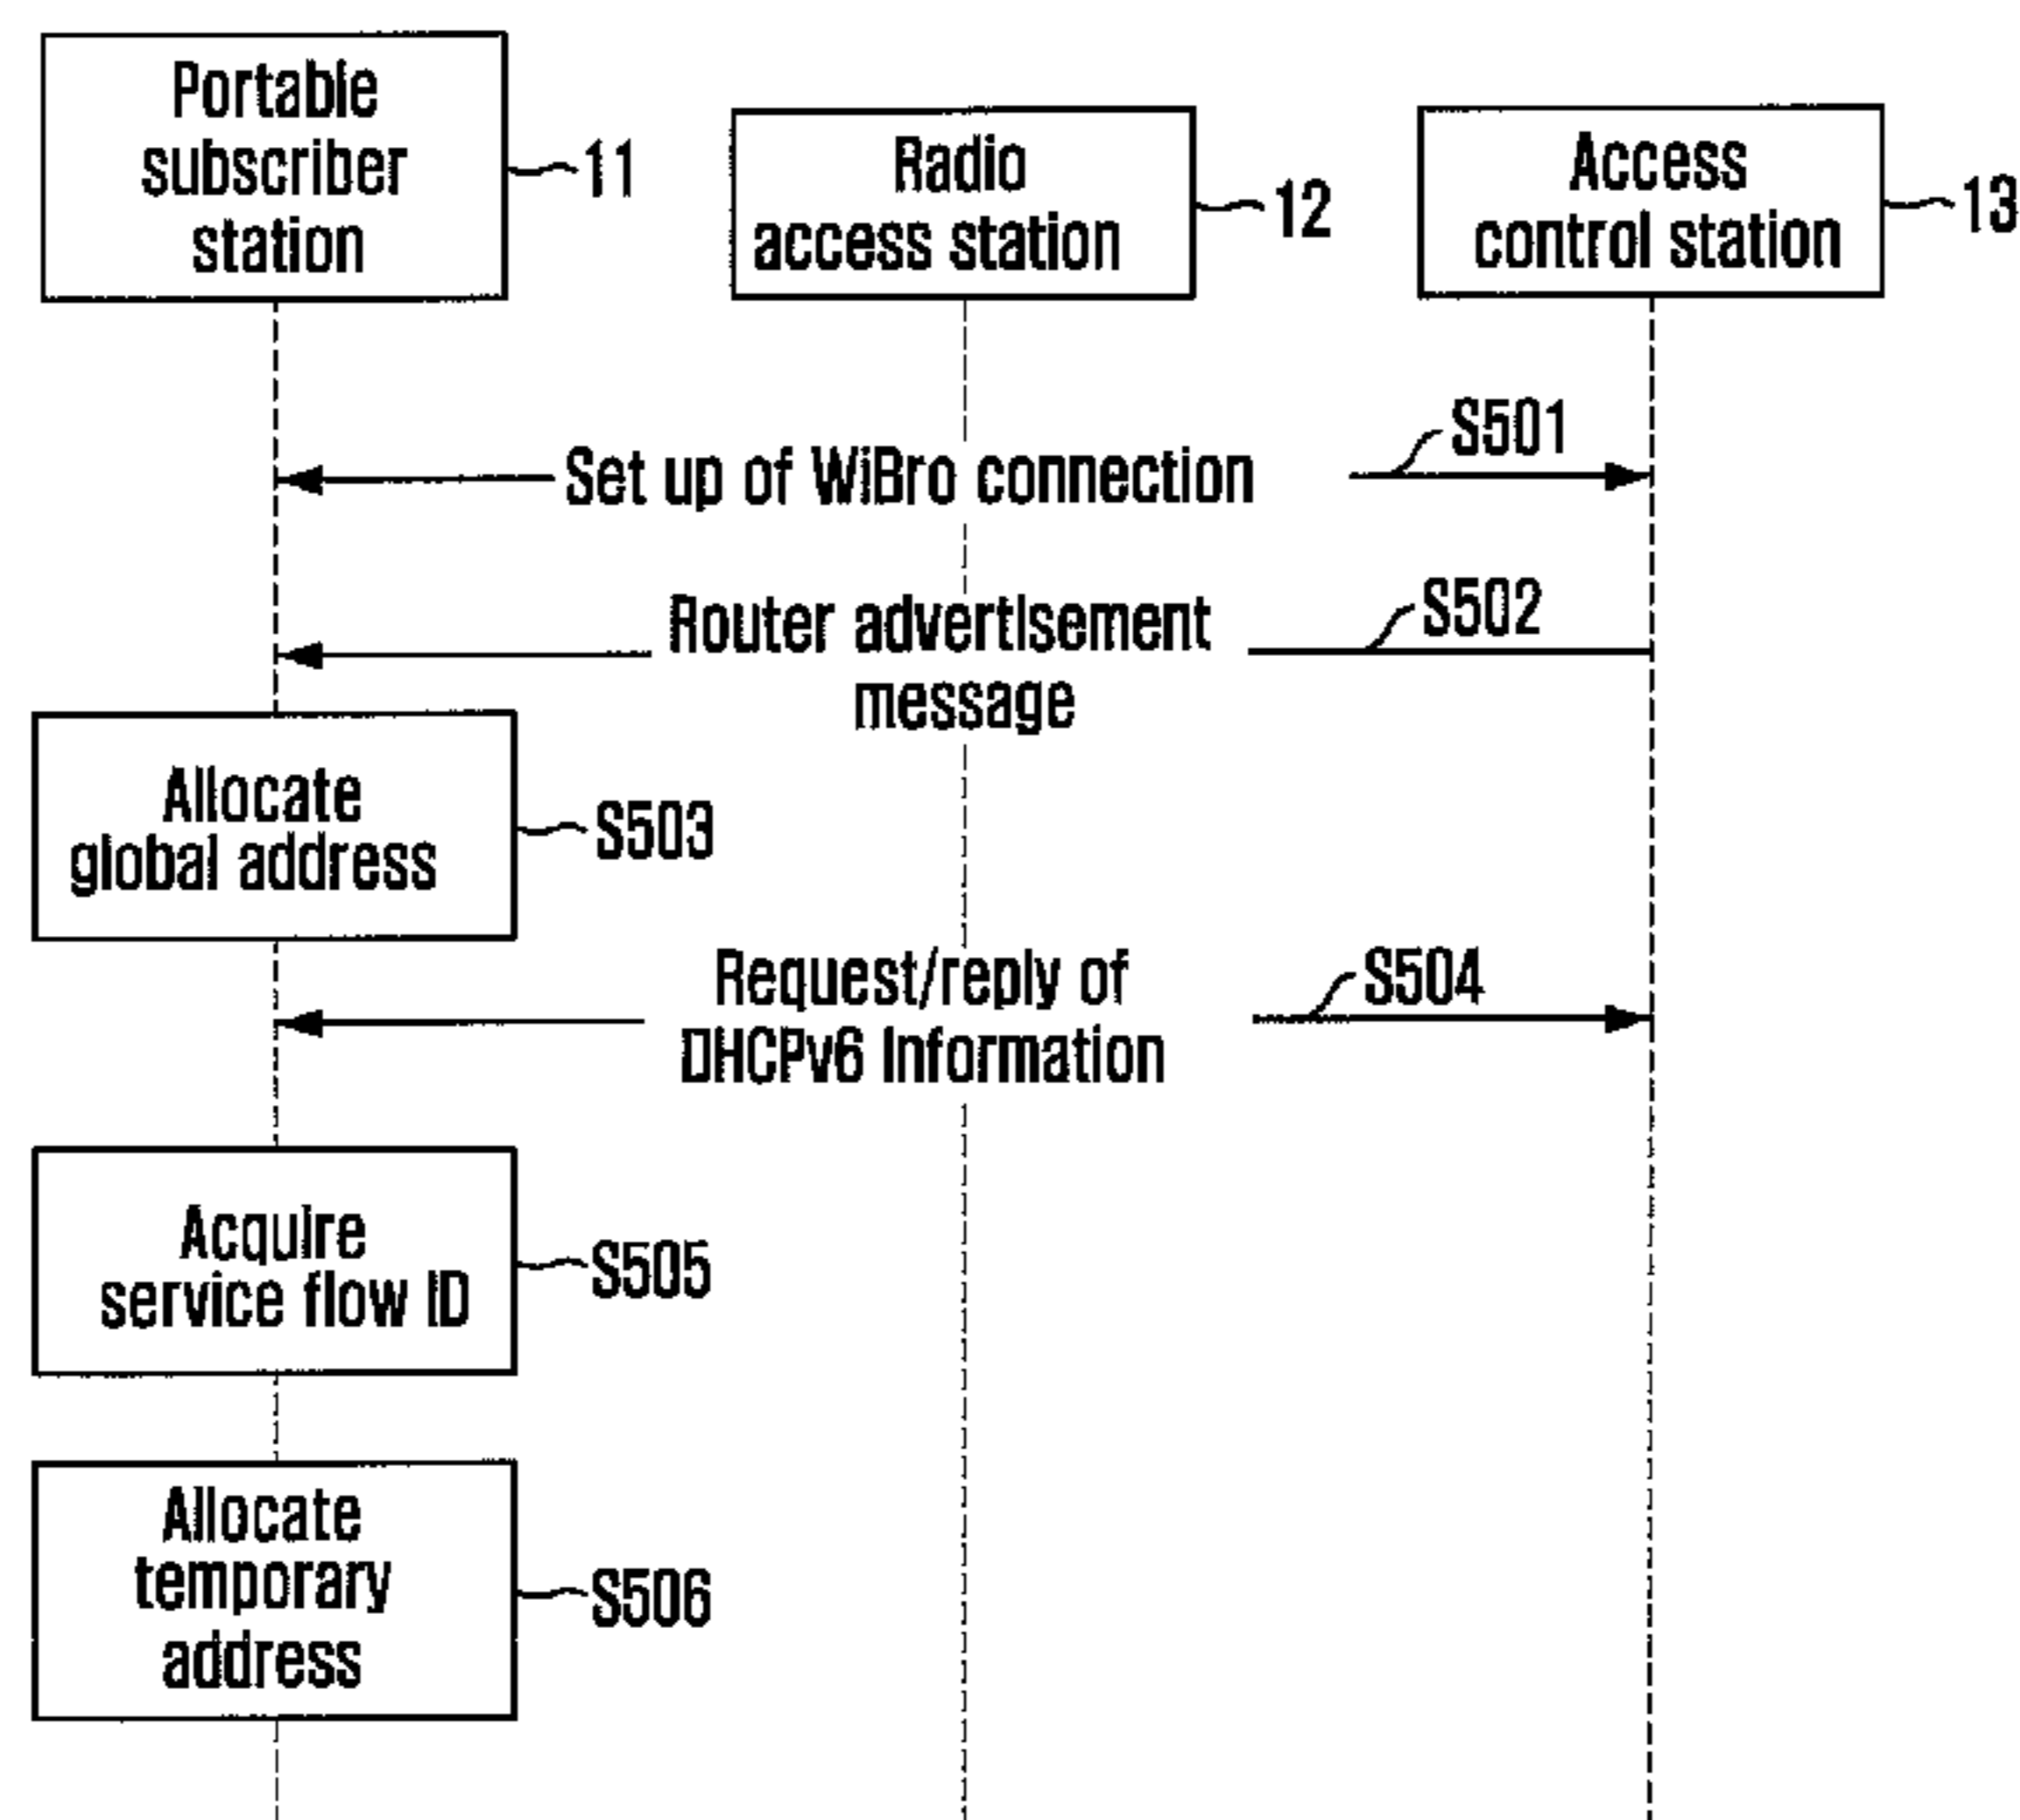 Portable
subscriber
station
11
Radio
access station
12
Access
control station
13
S501
Set up of WiBro connection
S502
Router advertisement
message
Allocate
global address
S503
Request/reply of
DHCPv6 Information
S504
Acquire
service flow ID
S505
Allocate
temporary
address
S506